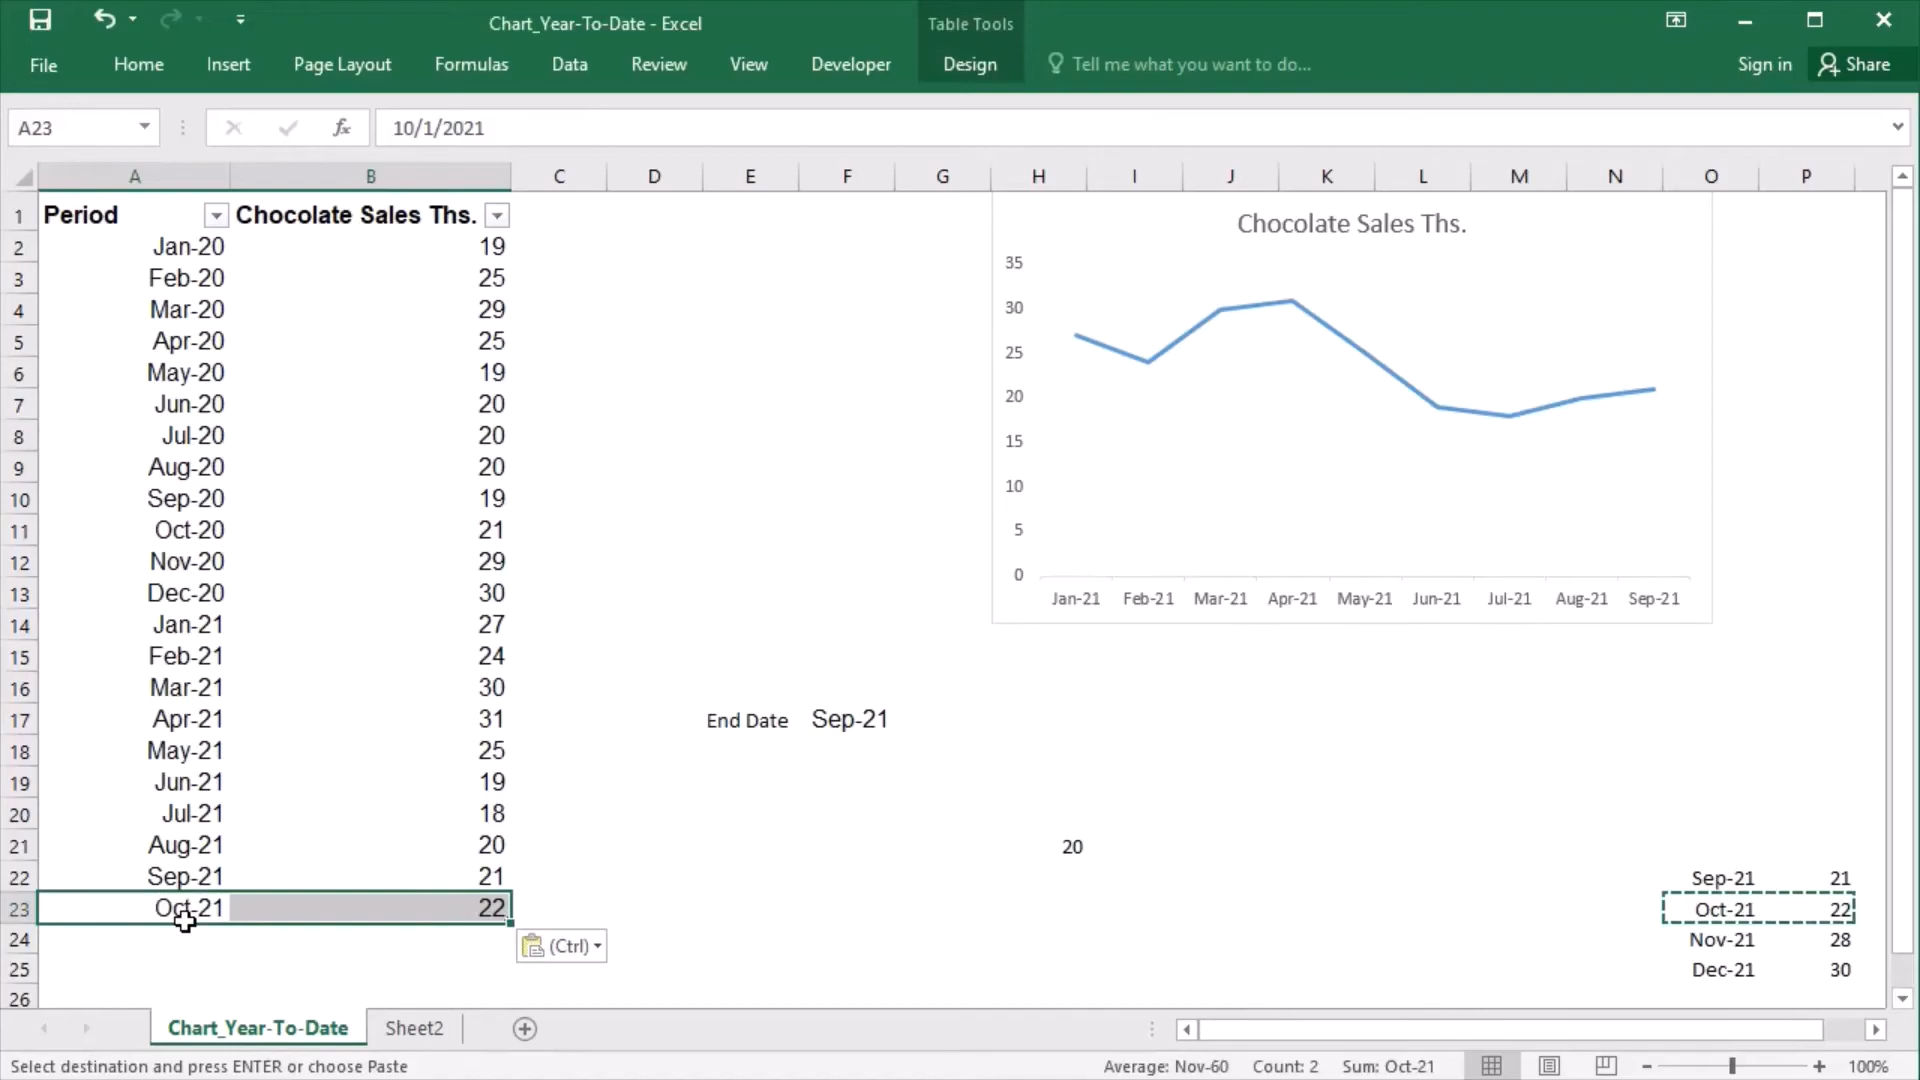 Chart_Year-To-Date - Excel
Table Tools
File Home Insert Page Layout Formulas Data Review View Developer Design Tell me what you want to do... Sign in Share
A23 fx 10/1/2021
A B C D E F G H I J K L M N O P
1 Period Chocolate Sales Ths.
2 Jan-20 19
3 Feb-20 25
4 Mar-20 29
5 Apr-20 25
6 May-20 19
7 Jun-20 20
8 Jul-20 20
9 Aug-20 20
10 Sep-20 19
11 Oct-20 21
12 Nov-20 29
13 Dec-20 30
14 Jan-21 27
15 Feb-21 24
16 Mar-21 30
17 Apr-21 31 End Date Sep-21
18 May-21 25
19 Jun-21 19
20 Jul-21 18
21 Aug-21 20 20
22 Sep-21 21 Sep-21 21
23 Oct-21 22 Oct-21 22
24 (Ctrl) Nov-21 28
25 Dec-21 30
26
Chocolate Sales Ths.
35
30
25
20
15
10
5
0
Jan-21 Feb-21 Mar-21 Apr-21 May-21 Jun-21 Jul-21 Aug-21 Sep-21
Chart_Year-To-Date Sheet2
Select destination and press ENTER or choose Paste Average: Nov-60 Count: 2 Sum: Oct-21 100%